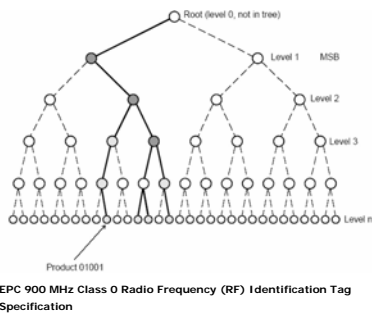 Root (level 0, not in tree)
Level 1 MSB
Level 2
Level 3
Level n
Product 01001
EPC 900 MHz Class 0 Radio Frequency (RF) Identification Tag
Specification